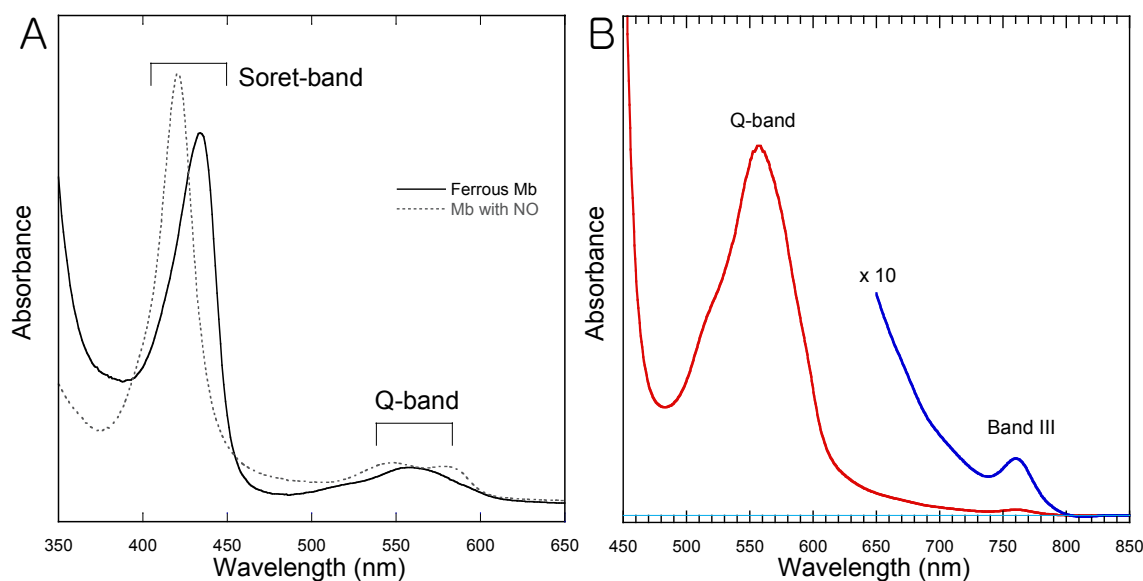 A
Soret-band
Ferrous Mb
Mb with NO
Q-band
Absorbance
350 400 450 500 550 600 650
Wavelength (nm)
B
Q-band
x 10
Band III
Absorbance
450 500 550 600 650 700 750 800 850
Wavelength (nm)